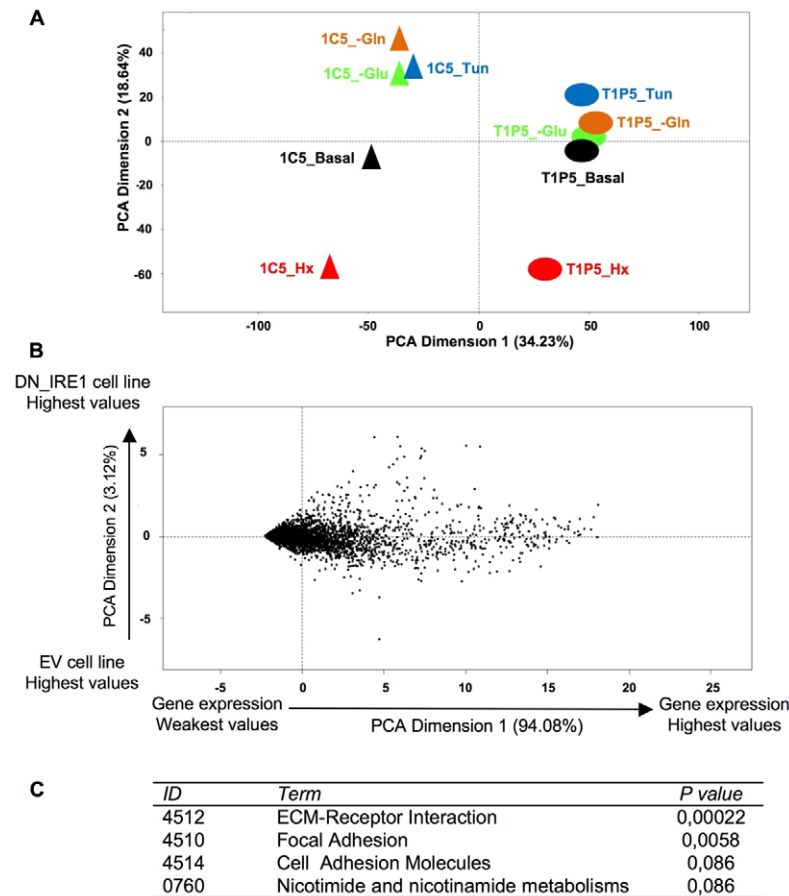 A
PCA Dimension 2 (18.64%)
40
20
0
-20
-40
-60
1C5_-Gln
1C5_-Glu
1C5_Tun
1C5_Basal
1C5_Hx
T1P5_Tun
T1P5_-Gln
T1P5_-Glu
T1P5_Basal
T1P5_Hx
-100
-50
0
50
100
PCA Dimension 1 (34.23%)
B
DN_IRE1 cell line
Highest values
PCA Dimension 2 (3.12%)
5
0
-5
EV cell line
Highest values
-5
0
5
10
15
20
25
Gene expression
Weakest values
PCA Dimension 1 (94.08%)
Gene expression
Highest values
C
ID Term P value
4512 ECM-Receptor Interaction 0,00022
4510 Focal Adhesion 0,0058
4514 Cell Adhesion Molecules 0,086
0760 Nicotimide and nicotinamide metabolisms 0,086